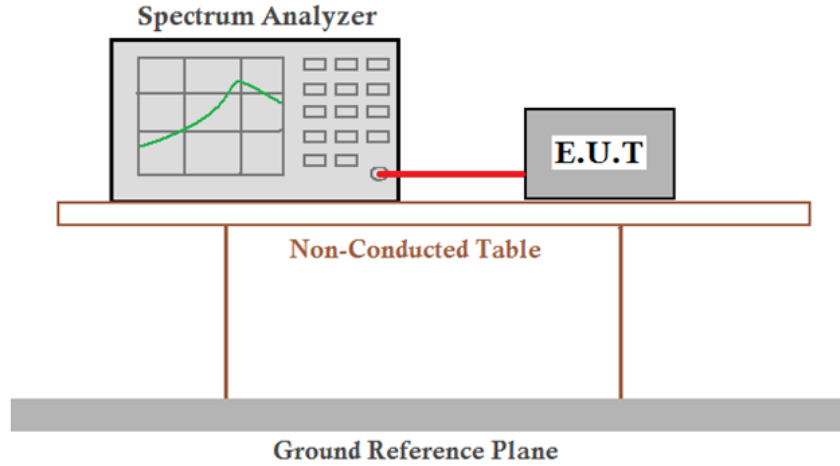 Spectrum Analyzer
E.U.T
Non-Conducted Table
Ground Reference Plane